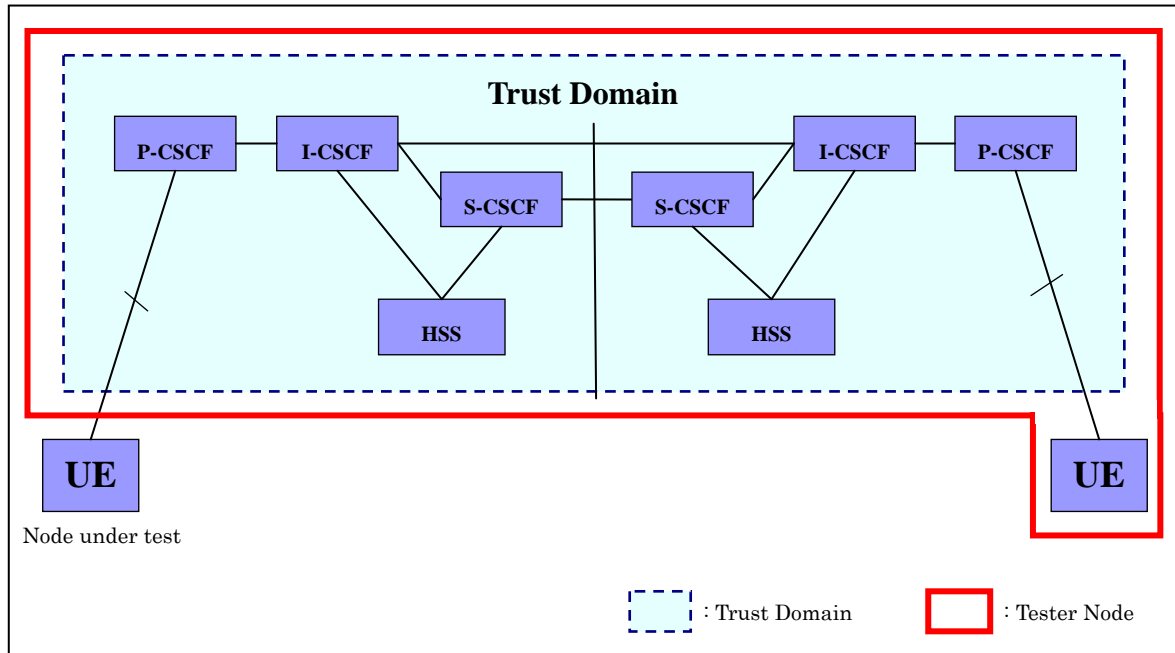 Trust Domain
P-CSCF
I-CSCF
I-CSCF
P-CSCF
S-CSCF
S-CSCF
HSS
HSS
UE
UE
Node under test
: Trust Domain
: Tester Node